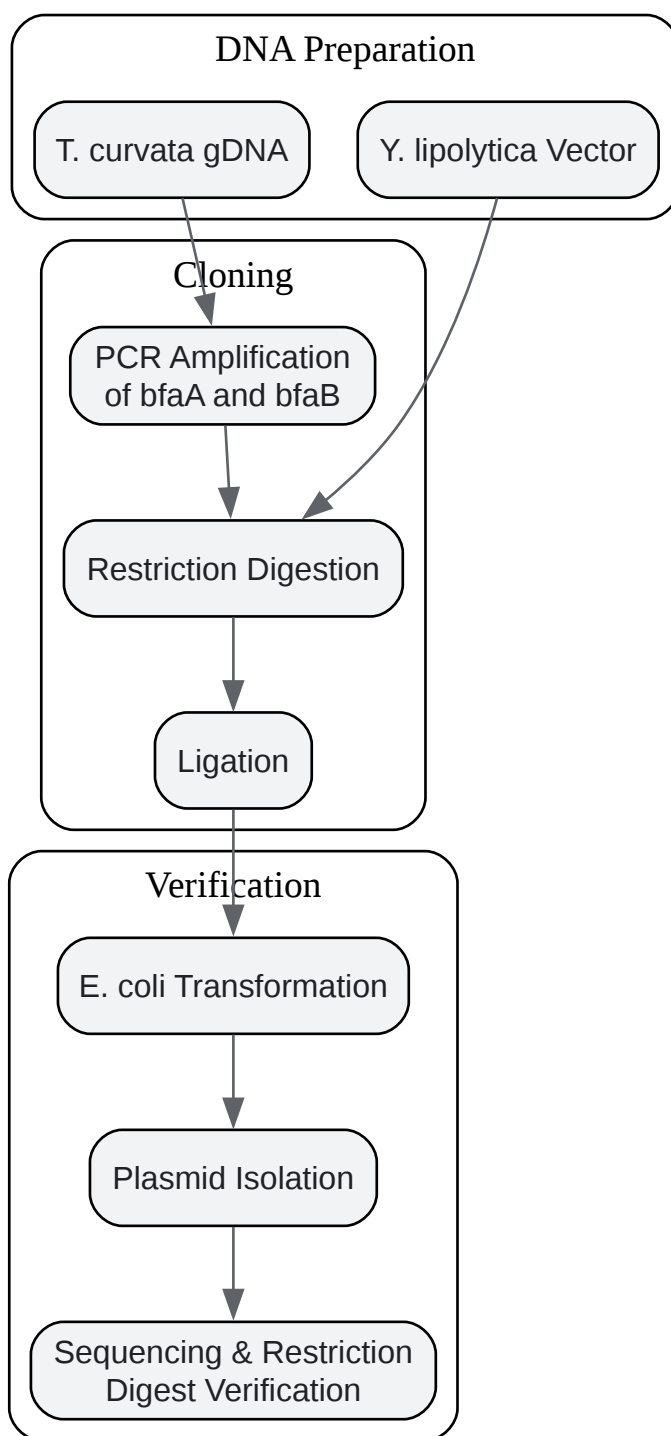 DNA Preparation
T. curvata gDNA
Y. lipolytica Vector
Cloning
PCR Amplification
of bfaA and bfaB
Restriction Digestion
Ligation
Verification
E. coli Transformation
Plasmid Isolation
Sequencing & Restriction
Digest Verification